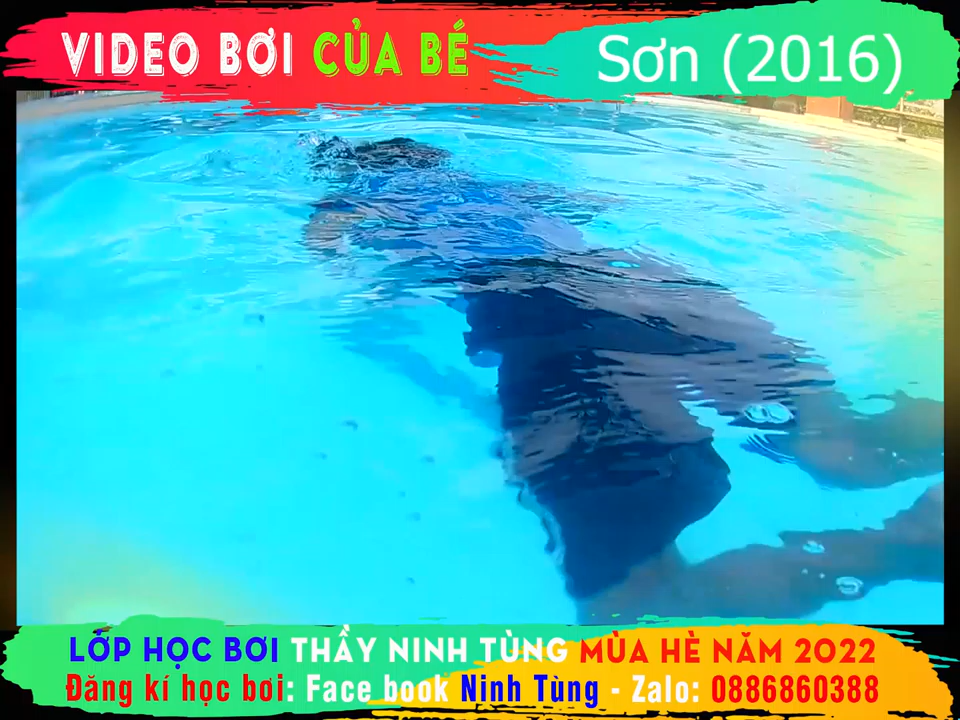 VIDEO BƠI CỦA BÉ
Sơn (2016)
LỚP HỌC BƠI THẦY NINH TÙNG MÙA HÈ NĂM 2022
Đăng kí học bơi: Face book Ninh Tùng - Zalo: 0886860388